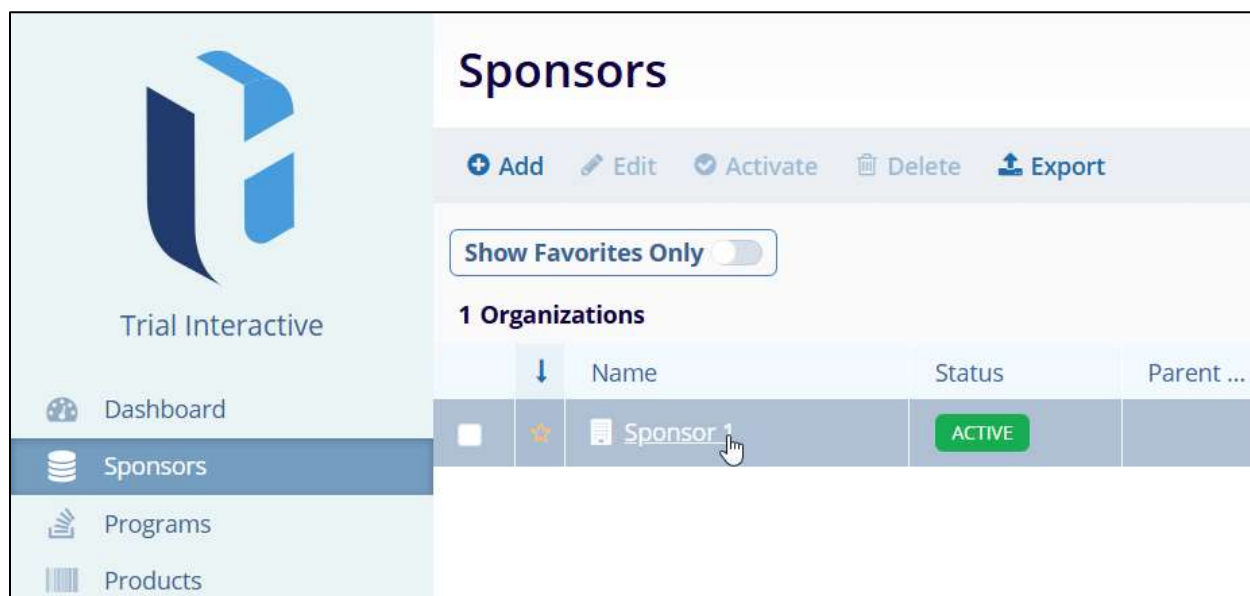 Trial Interactive
Dashboard
Sponsors
Programs
Products
Sponsors
Add Edit Activate Delete Export
Show Favorites Only
1 Organizations
Name Status Parent ...
Sponsor 1 ACTIVE